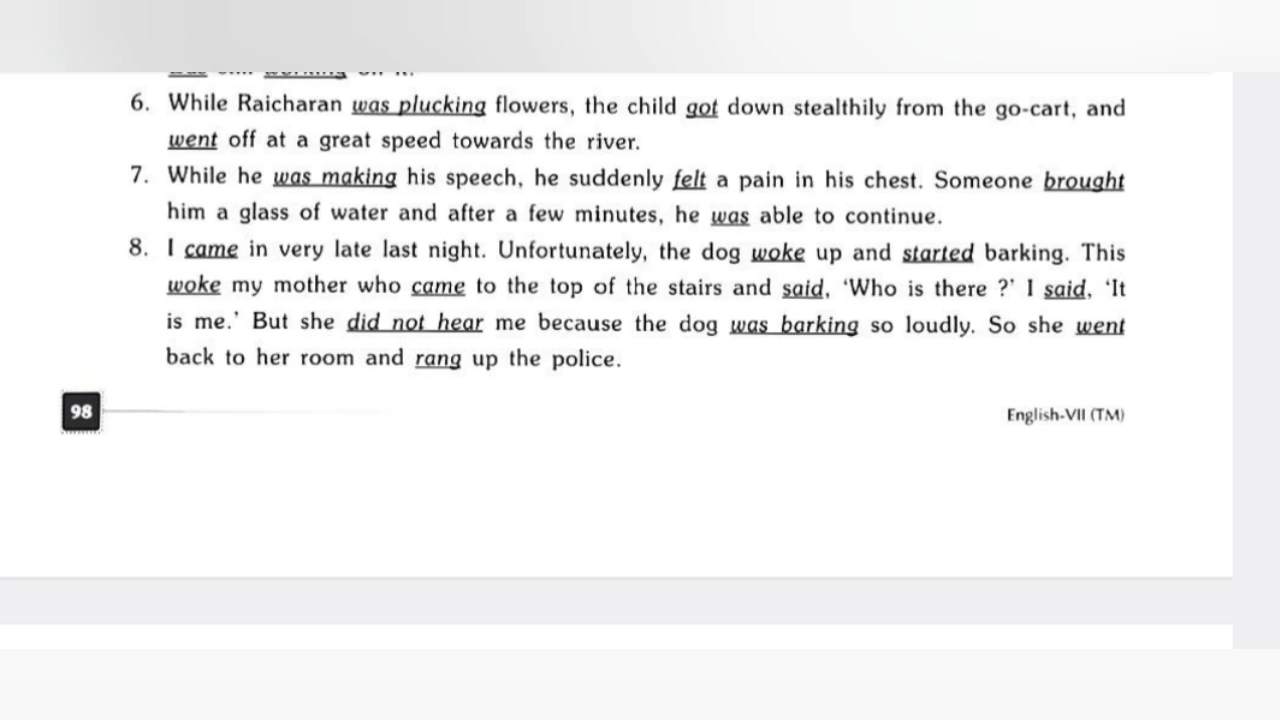 6. While Raicharan was plucking flowers, the child got down stealthily from the go-cart, and
went off at a great speed towards the river.
7. While he was making his speech, he suddenly felt a pain in his chest. Someone brought
him a glass of water and after a few minutes, he was able to continue.
8. I came in very late last night. Unfortunately, the dog woke up and started barking. This
woke my mother who came to the top of the stairs and said, ‘Who is there ?’ I said, ‘It
is me.’ But she did not hear me because the dog was barking so loudly. So she went
back to her room and rang up the police.
98
English-VII (TM)